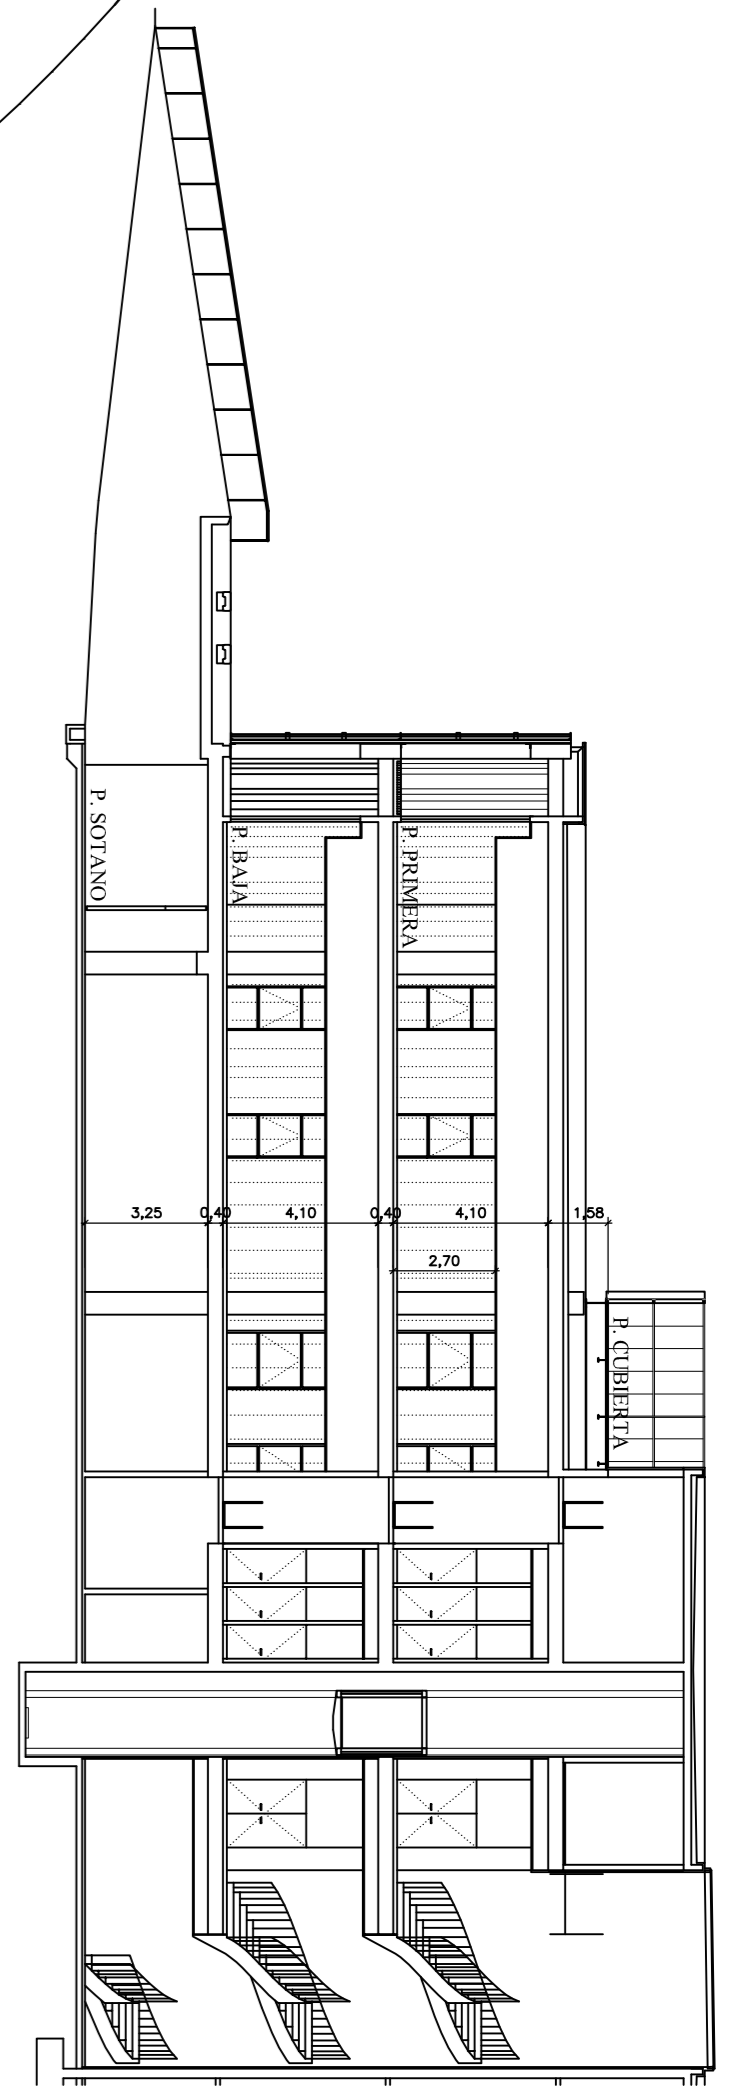 P. SOTANO
P. BAJA
P. PRIMERA
3,25
0,40
4,10
0,40
4,10
1,58
2,70
P. CUBIERTA